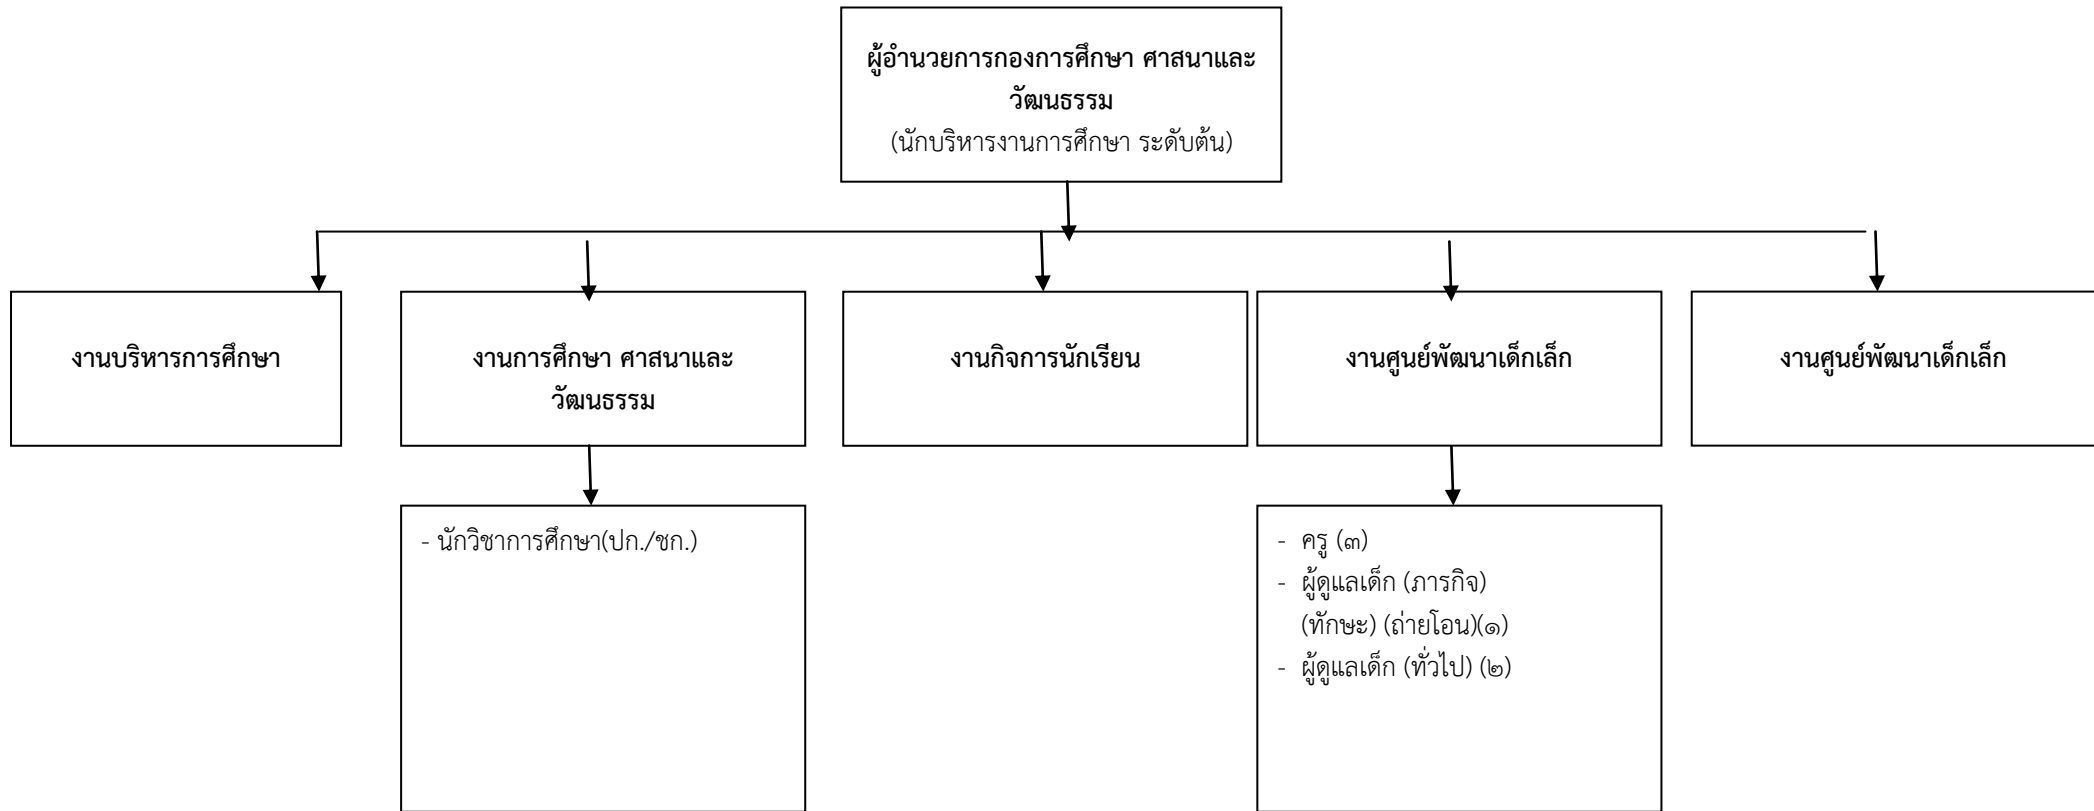 ผู้อำนวยการกองการศึกษา ศาสนาและ
วัฒนธรรม
(นักบริหารงานการศึกษา ระดับต้น)
งานบริหารการศึกษา
งานการศึกษา ศาสนาและ
วัฒนธรรม
งานกิจการนักเรียน
งานศูนย์พัฒนาเด็กเล็ก
งานศูนย์พัฒนาเด็กเล็ก
- นักวิชาการศึกษา(ปก./ชก.)
- ครู (๓)
- ผู้ดูแลเด็ก (ภารกิจ)
(ทักษะ) (ถ่ายโอน)(๑)
- ผู้ดูแลเด็ก (ทั่วไป) (๒)